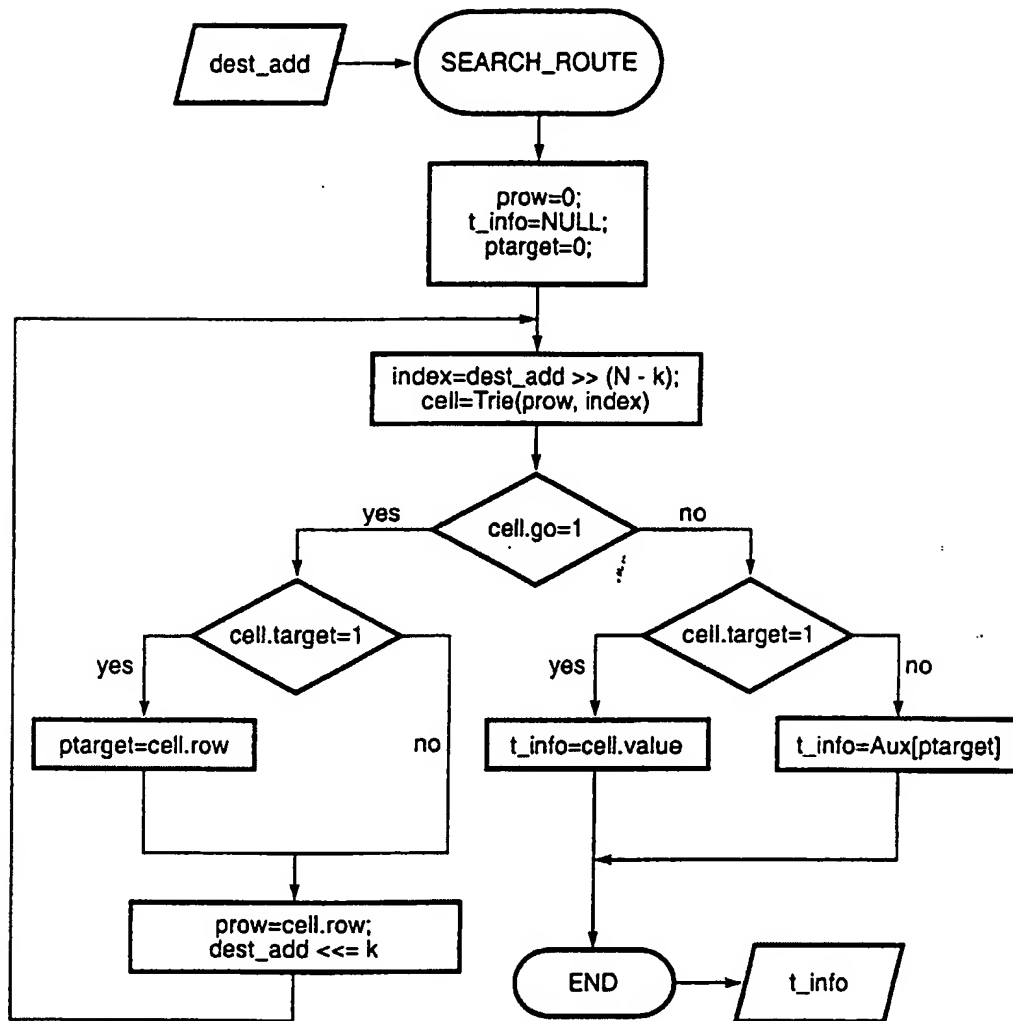 dest_add
SEARCH_ROUTE
prow=0;
t_info=NULL;
ptarget=0;
index=dest_add >> (N - k);
cell=Trie(prow, index)
yes
cell.go=1
no
cell.target=1
cell.target=1
yes
yes
no
ptarget=cell.row
no
t_info=cell.value
t_info=Aux[ptarget]
prow=cell.row;
dest_add <<= k
END
t_info